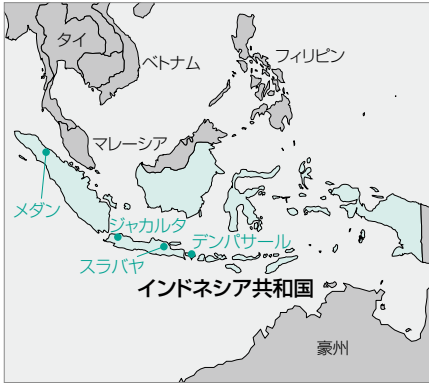 タイ
ベトナム
フィリピン
マレーシア
メダン
ジャカルタ
デンパサール
スラバヤ
インドネシア共和国
豪州